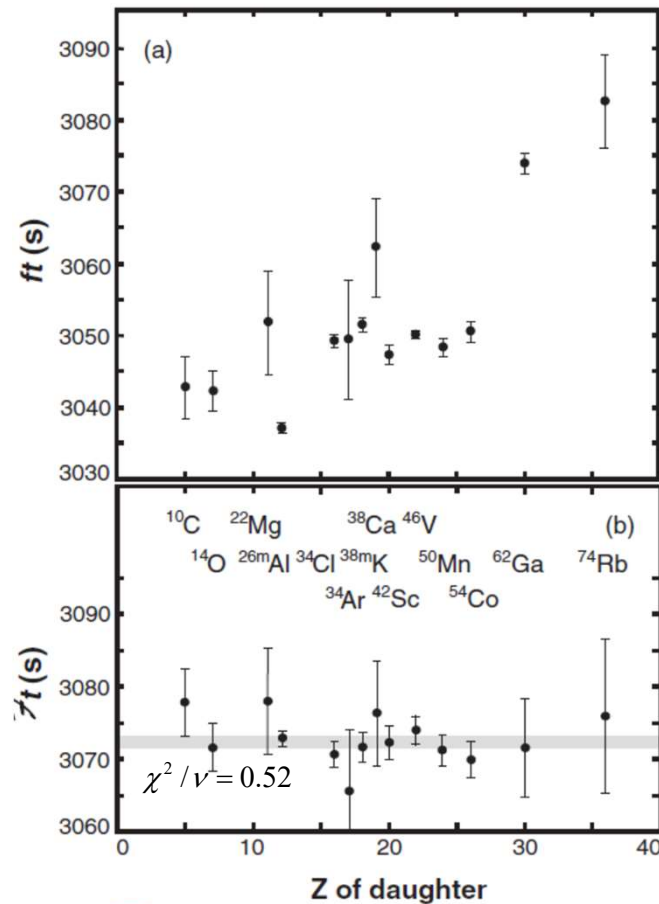 (a)
3090
3080
3070
3060
3050
3040
3030
ft (s)
¹⁰C ²²Mg ³⁸Ca ⁴⁶V (b)
¹⁴O ²⁶ᵐAl ³⁴Cl ³⁸ᵐK ⁵⁰Mn ⁶²Ga ⁷⁴Rb
³⁴Ar ⁴²Sc ⁵⁴Co
3090
3080
3070
3060
t (s)
χ² / ν = 0.52
0 10 20 30 40
Z of daughter